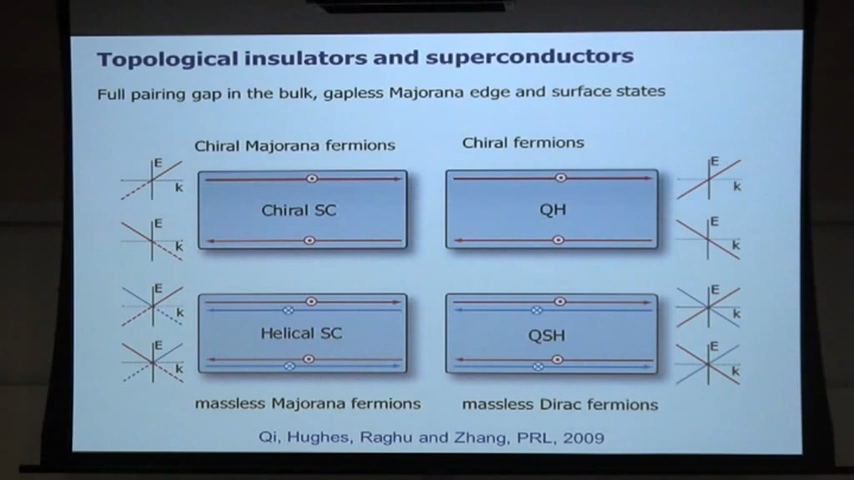 Topological insulators and superconductors
Full pairing gap in the bulk, gapless Majorana edge and surface states
Chiral Majorana fermions
Chiral fermions
E
k
Chiral SC
QH
E
k
E
k
E
k
E
k
Helical SC
QSH
E
k
E
k
E
k
massless Majorana fermions
massless Dirac fermions
Qi, Hughes, Raghu and Zhang, PRL, 2009